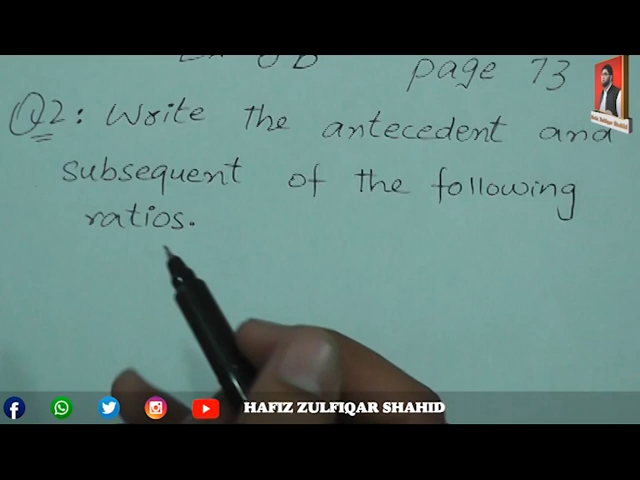 page 73
Q2: Write the antecedent and
subsequent of the following
ratios.
HAFIZ ZULFIQAR SHAHID